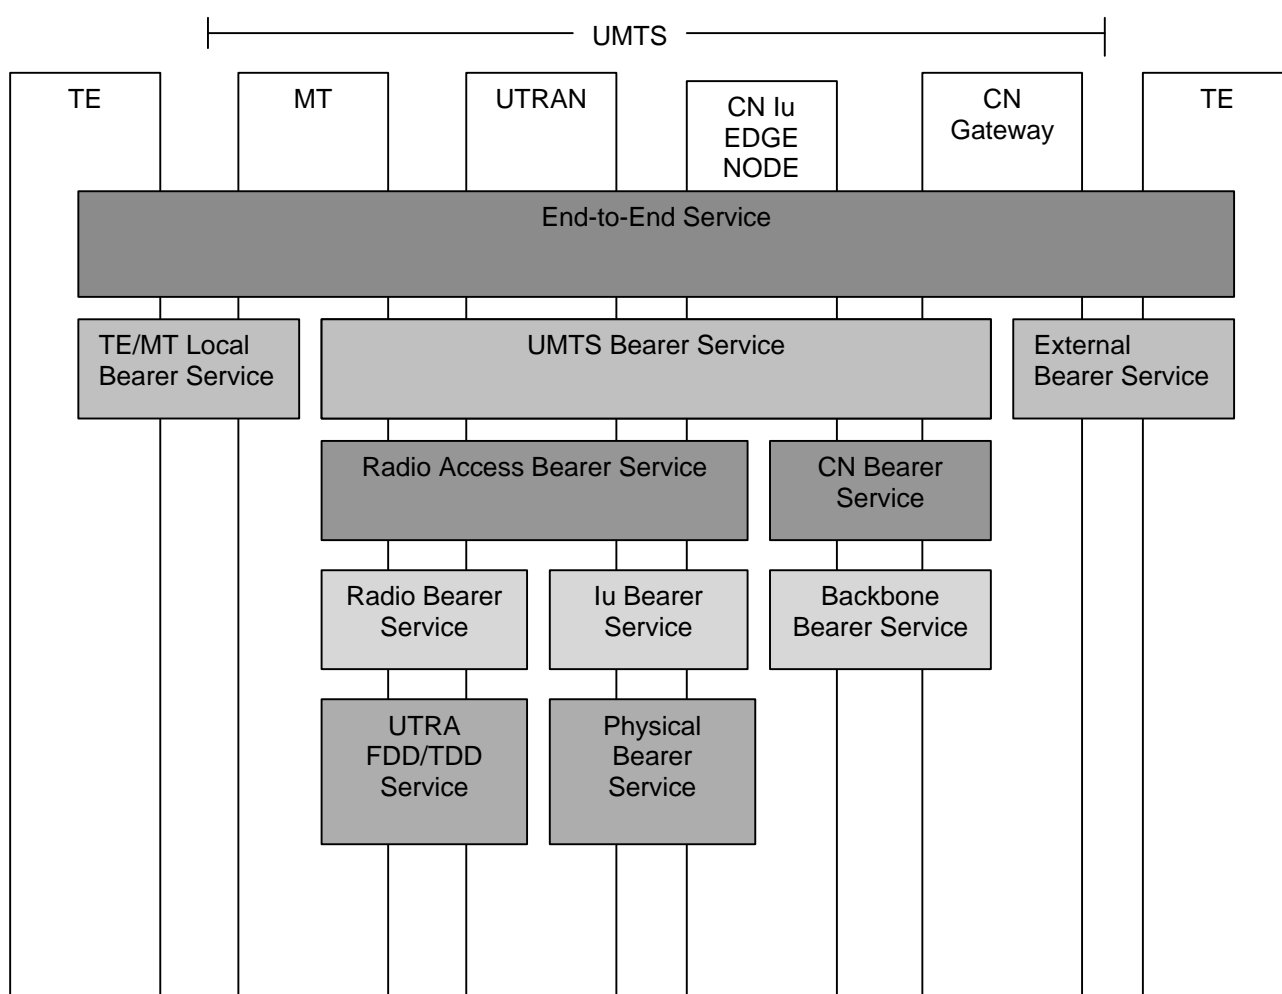 UMTS
TE
MT
UTRAN
CN Iu
EDGE
NODE
CN
Gateway
TE
End-to-End Service
TE/MT Local
Bearer Service
UMTS Bearer Service
External
Bearer Service
Radio Access Bearer Service
CN Bearer
Service
Radio Bearer
Service
Iu Bearer
Service
Backbone
Bearer Service
UTRA
FDD/TDD
Service
Physical
Bearer
Service